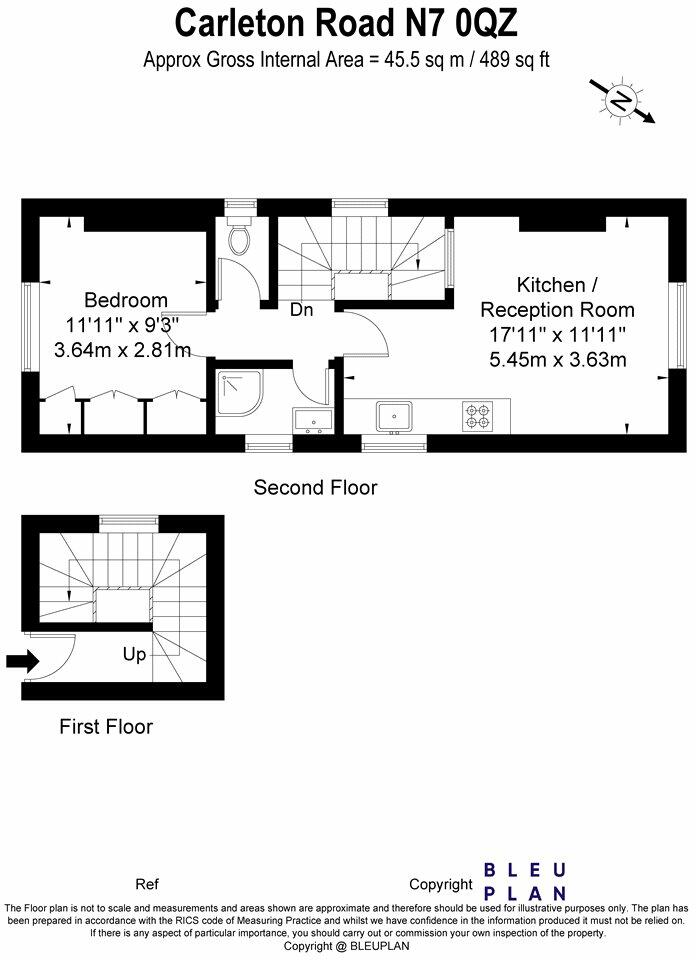 Carleton Road N7 0QZ
Approx Gross Internal Area = 45.5 sq m / 489 sq ft
N
Bedroom
11'11" x 9'3"
3.64m x 2.81m
Dn
Kitchen /
Reception Room
17'11" x 11'11"
5.45m x 3.63m
Second Floor
Up
First Floor
Ref
Copyright
BLEU
PLAN
The Floor plan is not to scale and measurements and areas shown are approximate and therefore should be used for illustrative purposes only. The plan has
been prepared in accordance with the RICS code of Measuring Practice and whilst we have confidence in the information produced it must not be relied on.
If there is any aspect of particular importance, you should carry out or commission your own inspection of the property.
Copyright @ BLEUPLAN